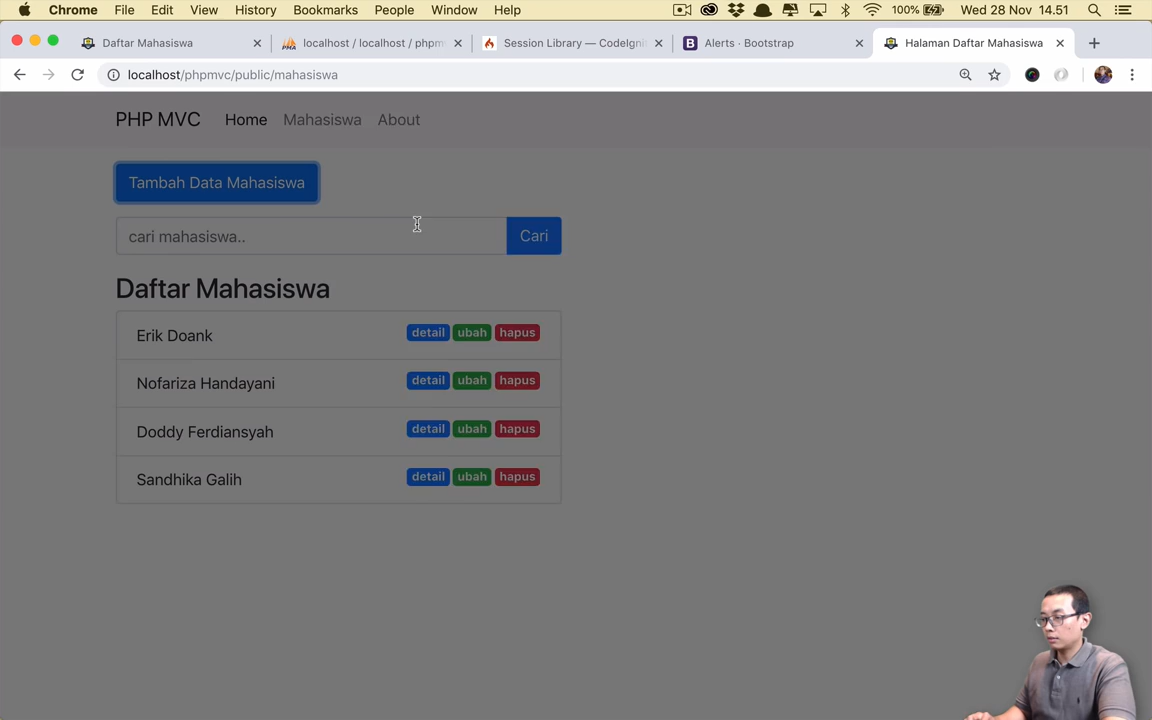 Chrome File Edit View History Bookmarks People Window Help 100% Wed 28 Nov 14.51
Daftar Mahasiswa localhost / localhost / phpm Session Library — CodeIgni Alerts · Bootstrap Halaman Daftar Mahasiswa
localhost/phpmvc/public/mahasiswa
PHP MVC Home Mahasiswa About
Tambah Data Mahasiswa
cari mahasiswa.. Cari
Daftar Mahasiswa
Erik Doank detail ubah hapus
Nofariza Handayani detail ubah hapus
Doddy Ferdiansyah detail ubah hapus
Sandhika Galih detail ubah hapus